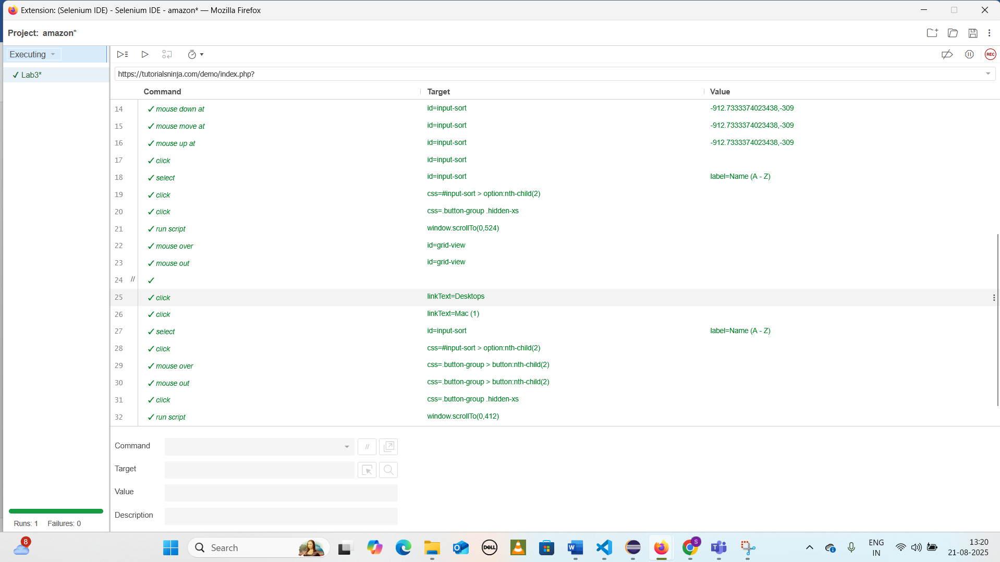 Extension: (Selenium IDE) - Selenium IDE - amazon* — Mozilla Firefox
Project: amazon*
Executing
REC
✓ Lab3*
https://tutorialsninja.com/demo/index.php?
Command Target Value
14 ✓ mouse down at id=input-sort -912.7333374023438,-309
15 ✓ mouse move at id=input-sort -912.7333374023438,-309
16 ✓ mouse up at id=input-sort -912.7333374023438,-309
17 ✓ click id=input-sort
18 ✓ select id=input-sort label=Name (A - Z)
19 ✓ click css=#input-sort > option:nth-child(2)
20 ✓ click css=.button-group .hidden-xs
21 ✓ run script window.scrollTo(0,524)
22 ✓ mouse over id=grid-view
23 ✓ mouse out id=grid-view
24 // ✓
25 ✓ click linkText=Desktops
26 ✓ click linkText=Mac (1)
27 ✓ select id=input-sort label=Name (A - Z)
28 ✓ click css=#input-sort > option:nth-child(2)
29 ✓ mouse over css=.button-group > button:nth-child(2)
30 ✓ mouse out css=.button-group > button:nth-child(2)
31 ✓ click css=.button-group .hidden-xs
32 ✓ run script window.scrollTo(0,412)
Command //
Target
Value
Description
Runs: 1 Failures: 0
8
Search
DELL
S
ENG
IN
13:20
21-08-2025